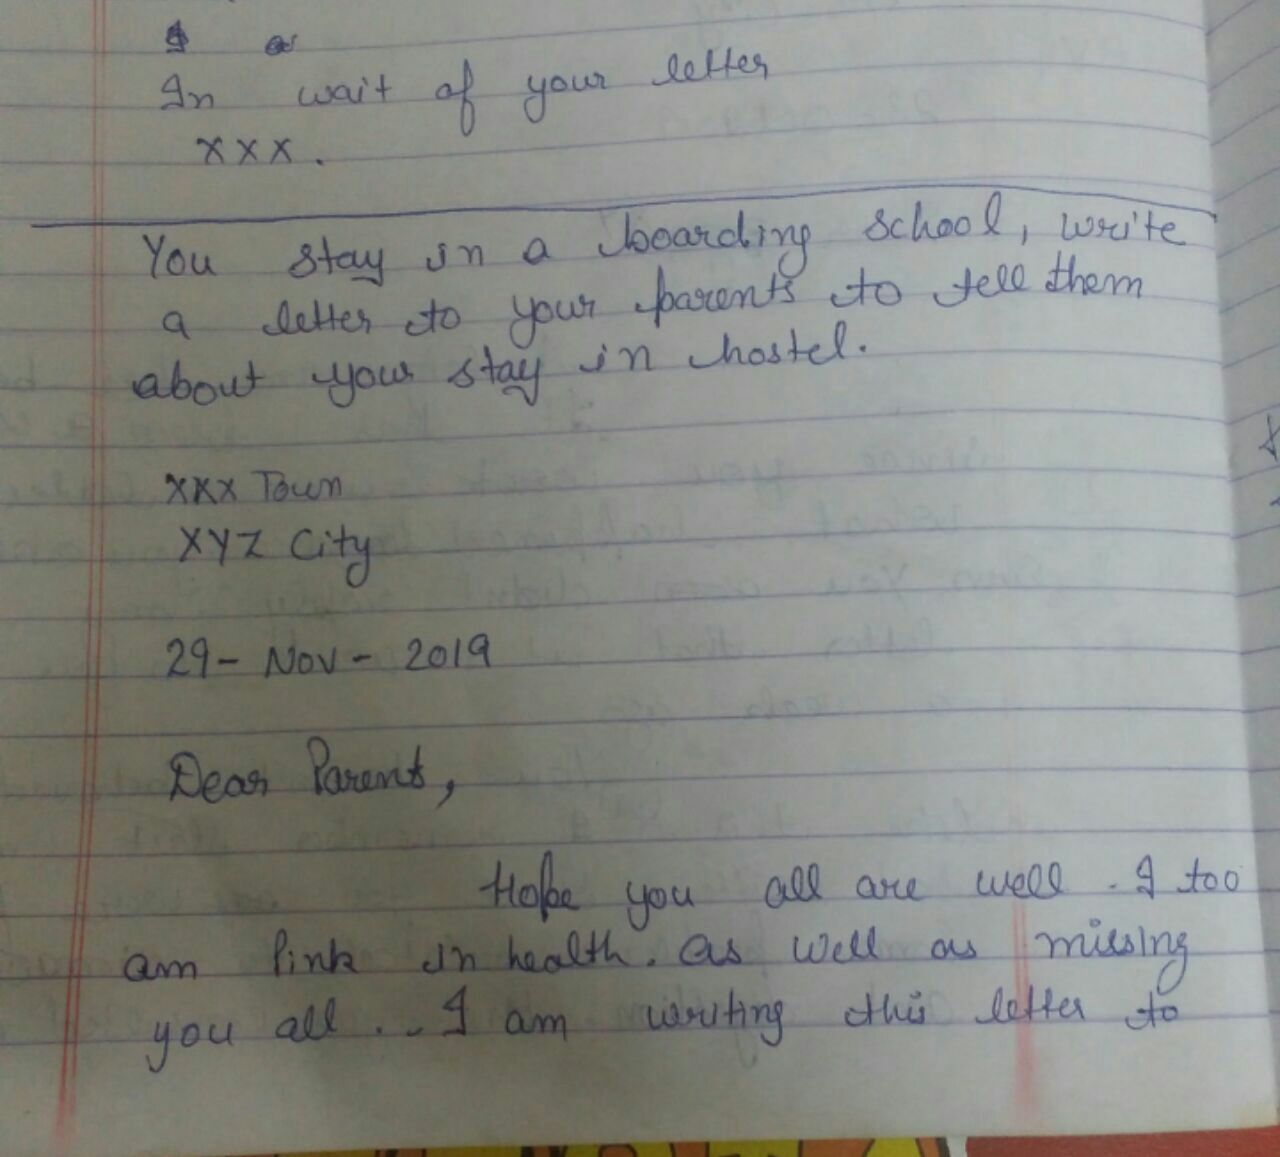 In wait of your letter
xxx.
You stay in a boarding school, write
a letter to your parents to tell them
about your stay in hostel.
xxx Town
XYZ City
29- Nov - 2019
Dear Parents,
Hope you all are well. I too
am Pink in health. as well as missing
you all.. I am writing this letter to